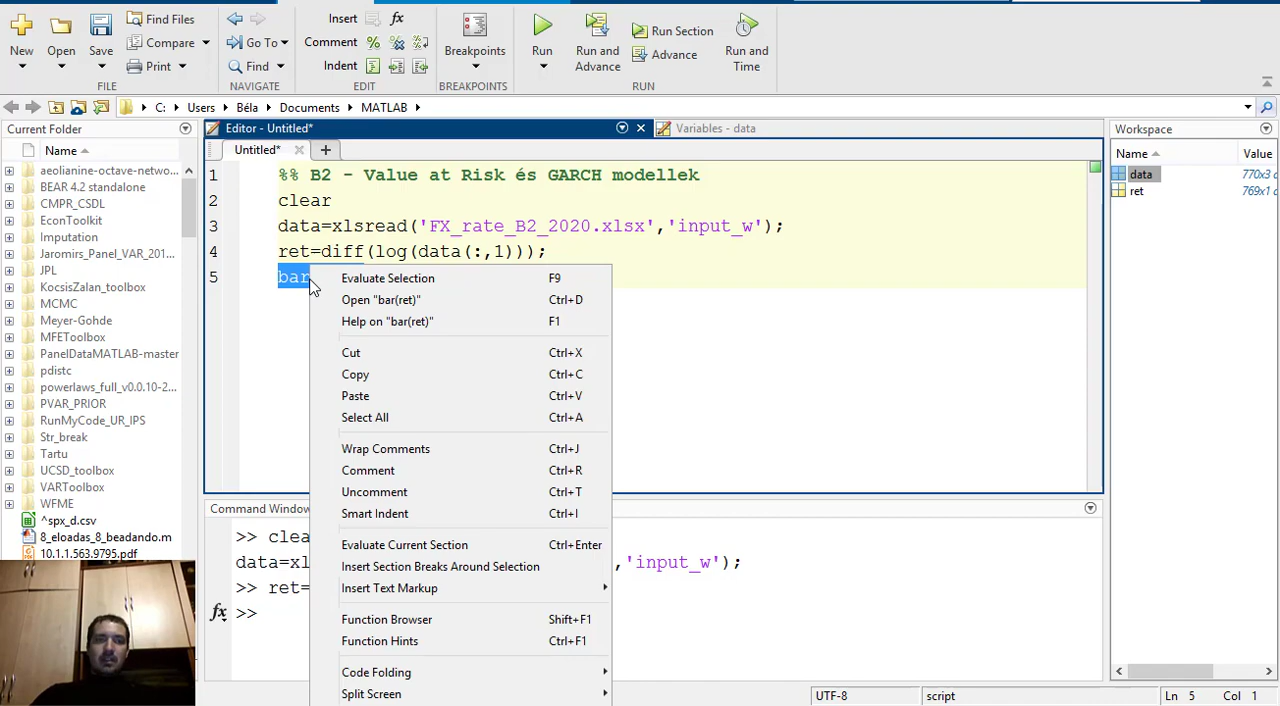 Find Files
Insert
fx
Compare
Go To
Comment
Run Section
Advance
New
Open
Save
Print
Find
Indent
Breakpoints
Run
Run and
Advance
Run and
Time
FILE
NAVIGATE
EDIT
BREAKPOINTS
RUN
C: Users Béla Documents MATLAB
Current Folder
Editor - Untitled*
Variables - data
Workspace
Name
Untitled*
Name
Value
aeolianine-octave-netwo...
BEAR 4.2 standalone
CMPR_CSDL
EconToolkit
Imputation
Jaromirs_Panel_VAR_201...
JPL
KocsisZalan_toolbox
MCMC
Meyer-Gohde
MFEToolbox
PanelDataMATLAB-master
pdistc
powerlaws_full_v0.0.10-2...
PVAR_PRIOR
RunMyCode_UR_IPS
Str_break
Tartu
UCSD_toolbox
VARToolbox
WFME
^spx_d.csv
8_eloadas_8_beadando.m
10.1.1.563.9795.pdf
1 %% B2 - Value at Risk és GARCH modellek
2 clear
3 data=xlsread('FX_rate_B2_2020.xlsx','input_w');
4 ret=diff(log(data(:,1)));
5 bar
data 770x3
ret 769x1
Evaluate Selection F9
Open "bar(ret)" Ctrl+D
Help on "bar(ret)" F1
Cut Ctrl+X
Copy Ctrl+C
Paste Ctrl+V
Select All Ctrl+A
Wrap Comments Ctrl+J
Comment Ctrl+R
Uncomment Ctrl+T
Smart Indent Ctrl+I
Evaluate Current Section Ctrl+Enter
Insert Section Breaks Around Selection
Insert Text Markup
Function Browser Shift+F1
Function Hints Ctrl+F1
Code Folding
Split Screen
Command Window
>> clea
data=xl ,'input_w');
>> ret=
fx >>
UTF-8
script
Ln 5 Col 1